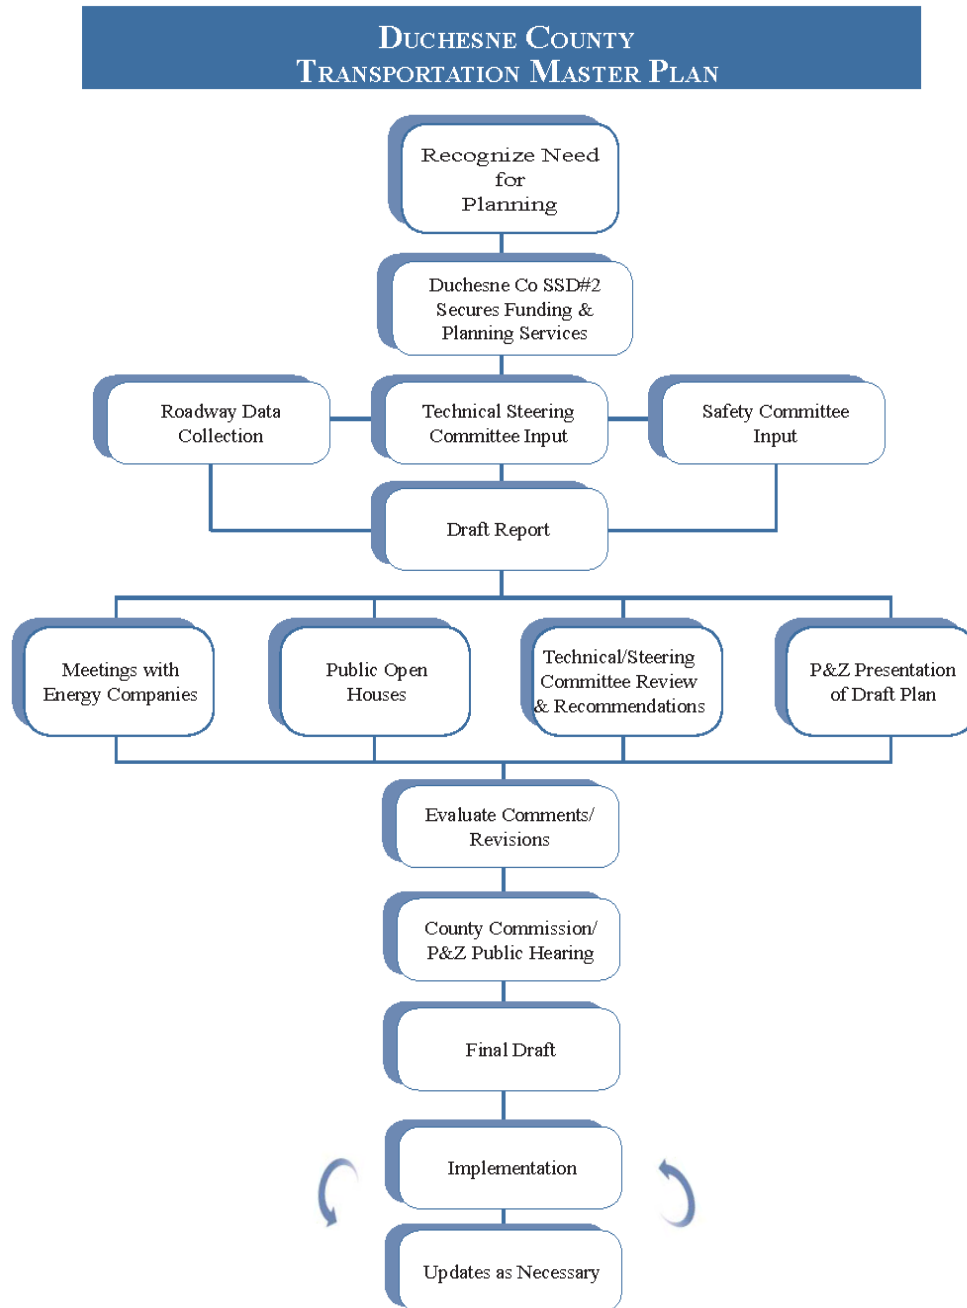 DUCHESNE COUNTY
TRANSPORTATION MASTER PLAN
Recognize Need
for
Planning
Duchesne Co SSD#2
Secures Funding &
Planning Services
Roadway Data
Collection
Technical Steering
Committee Input
Safety Committee
Input
Draft Report
Meetings with
Energy Companies
Public Open
Houses
Technical/Steering
Committee Review
& Recommendations
P&Z Presentation
of Draft Plan
Evaluate Comments/
Revisions
County Commission/
P&Z Public Hearing
Final Draft
Implementation
Updates as Necessary